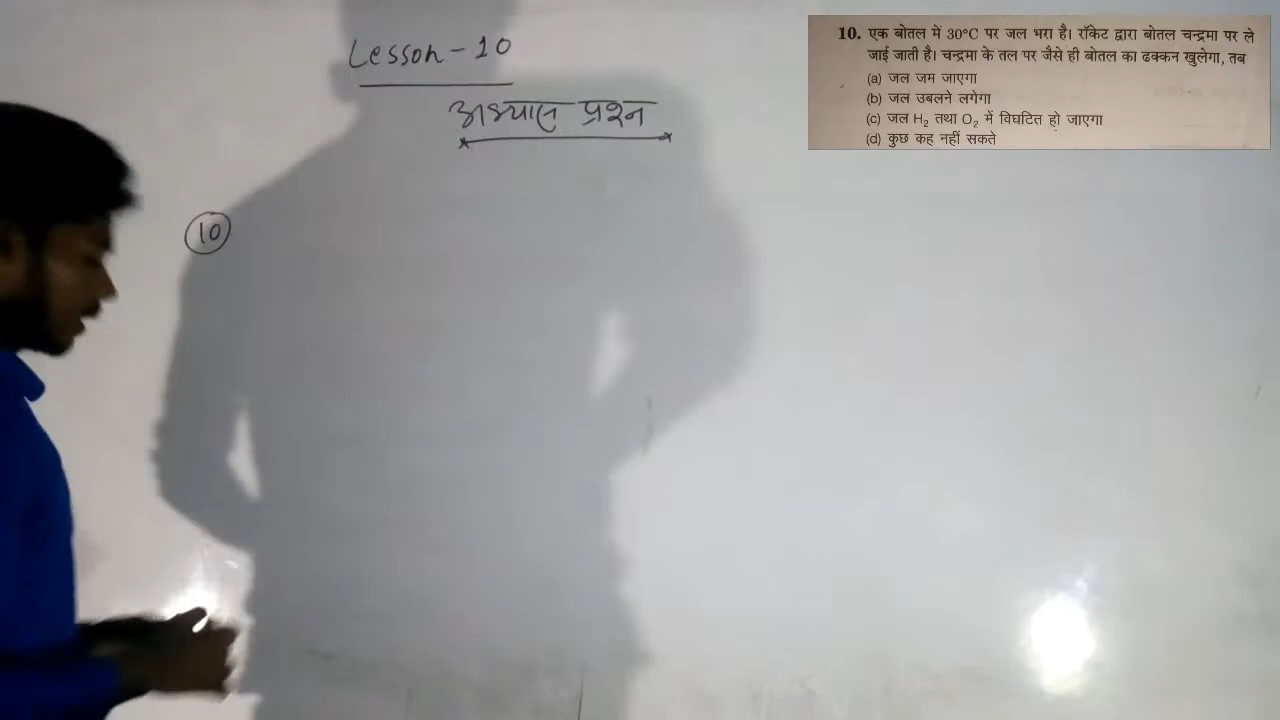 Lesson - 10
अभ्यास प्रश्न
10. एक बोतल में 30°C पर जल भरा है। रॉकेट द्वारा बोतल चन्द्रमा पर ले
जाई जाती है। चन्द्रमा के तल पर जैसे ही बोतल का ढक्कन खुलेगा, तब
(a) जल जम जाएगा
(b) जल उबलने लगेगा
(c) जल H₂ तथा O₂ में विघटित हो जाएगा
(d) कुछ कह नहीं सकते
10